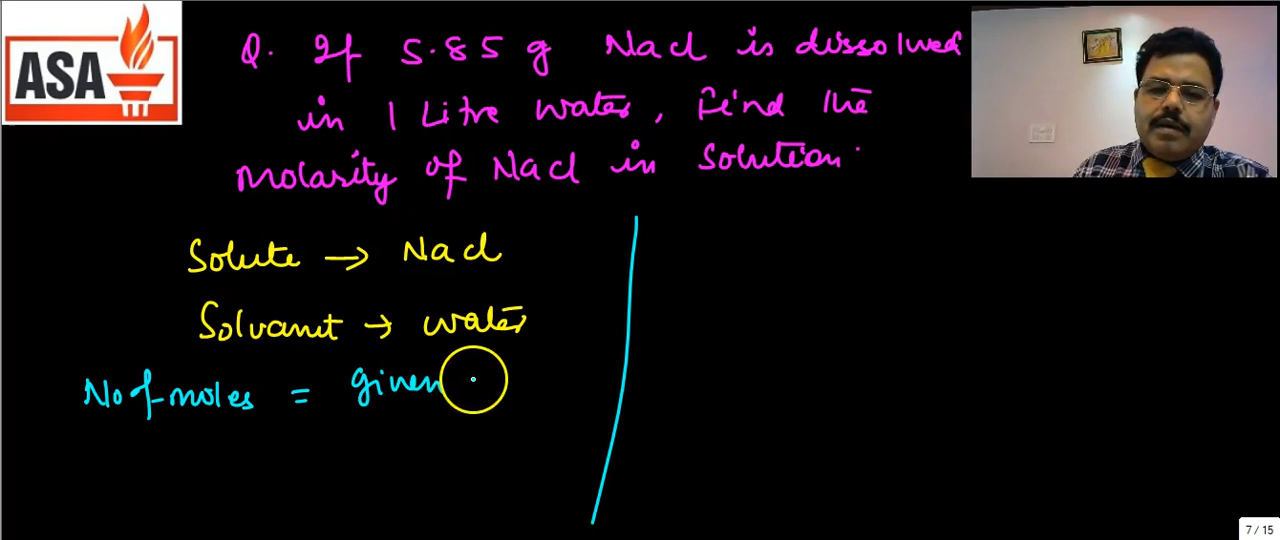 ASA
Q. If 5.85 g Nacl is dissolved
in 1 Litre water, Find the
molarity of Nacl in solution.
Solute → Nacl
Solvanet → water
No of moles = given
7 / 15